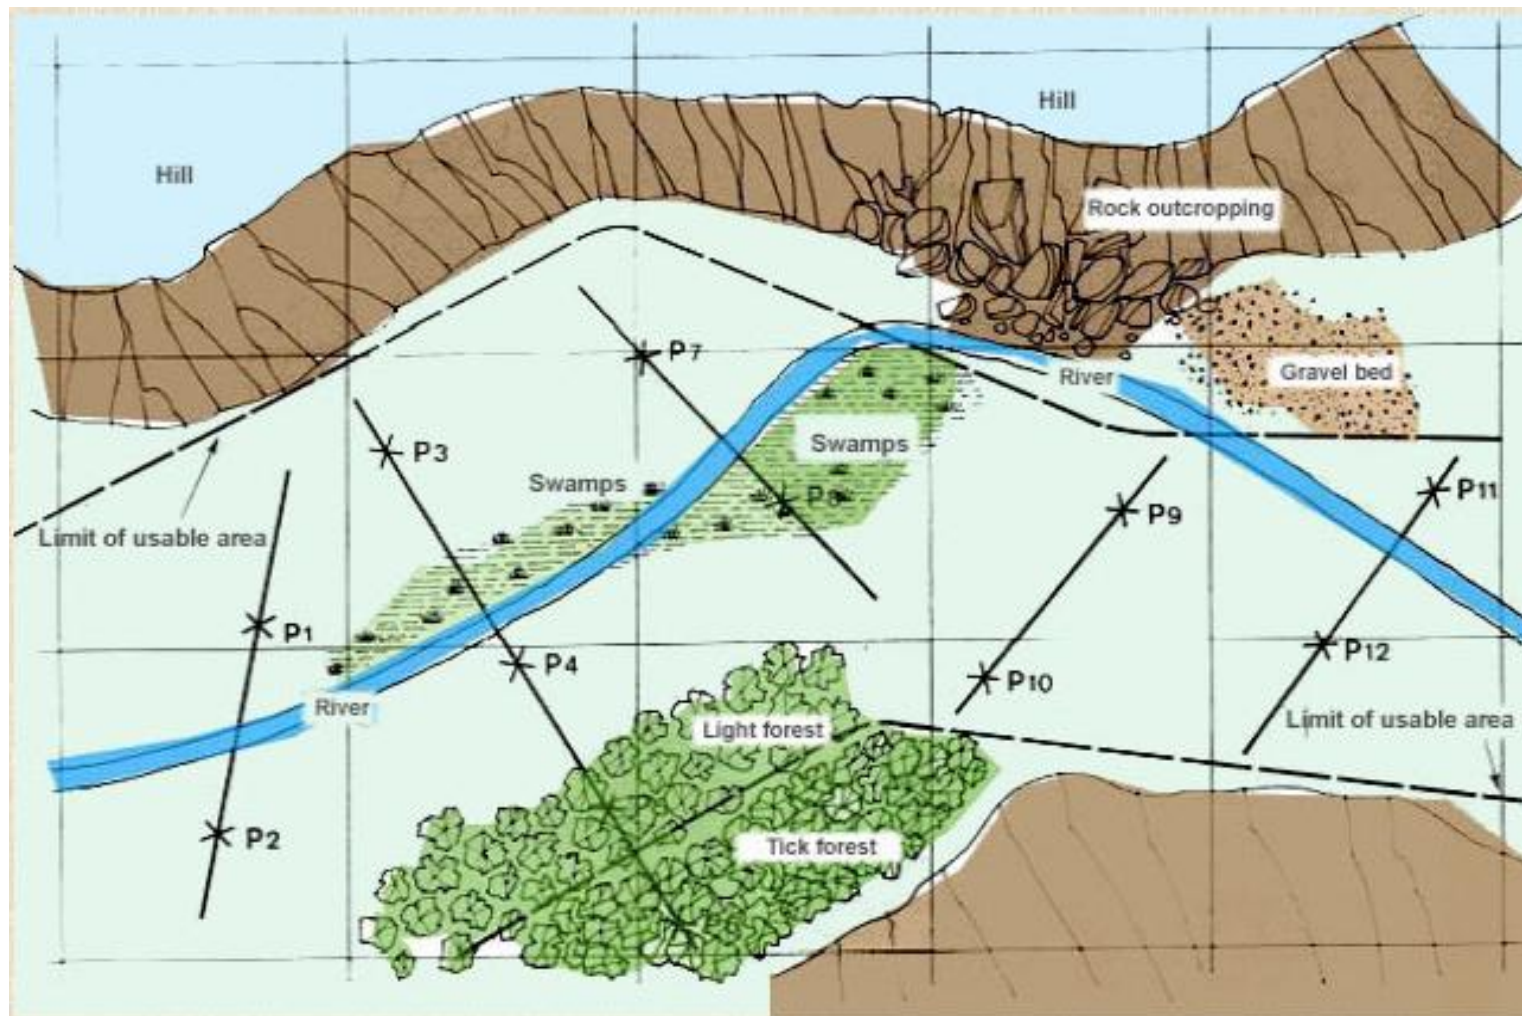 Hill
Hill
Rock outcropping
P7
River
Gravel bed
P3
Swamps
Swamps
P8
P11
P9
Limit of usable area
P1
P12
P4
P10
River
Light forest
Limit of usable area
P2
Tick forest